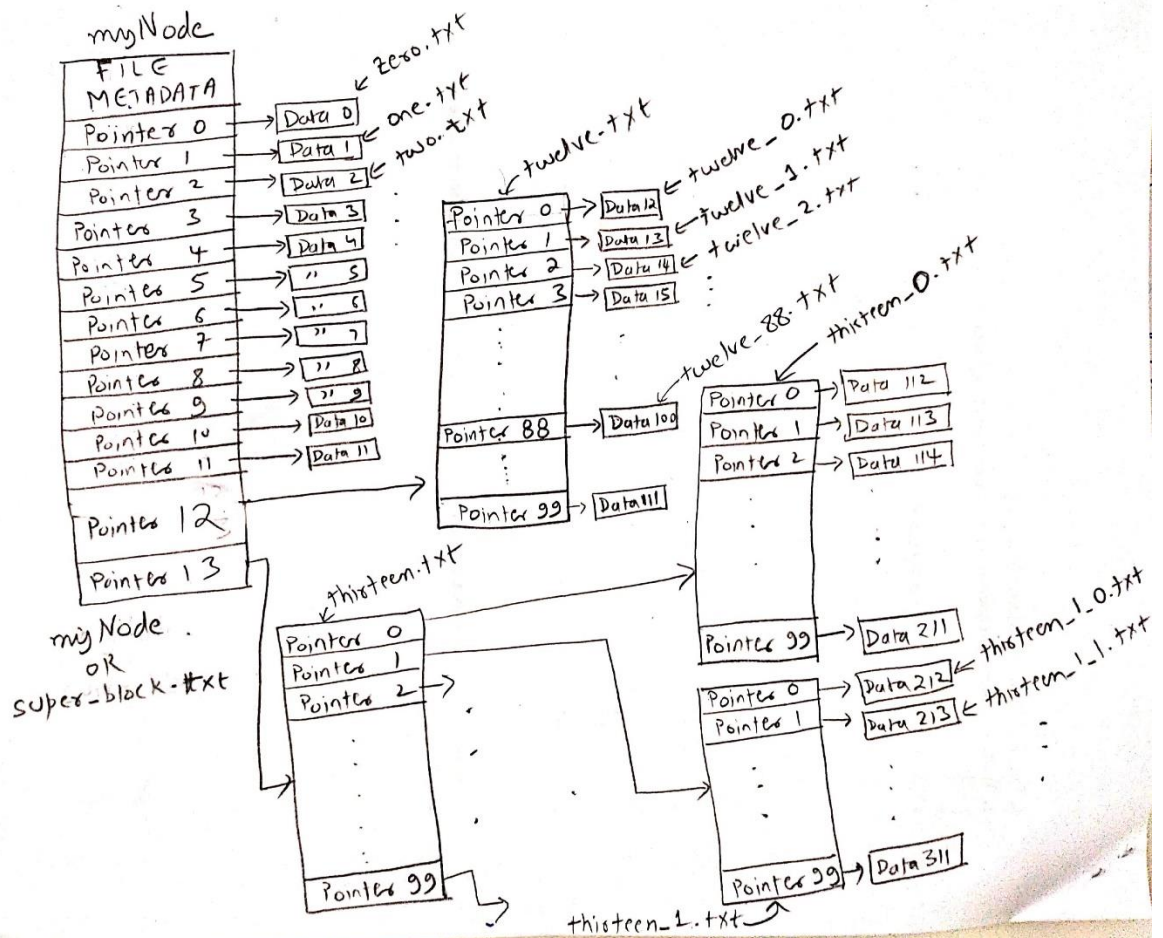 myNode
FILE
METADATA
Pointer 0
Pointer 1
Pointer 2
Pointer 3
Pointer 4
Pointer 5
Pointer 6
Pointer 7
Pointer 8
Pointer 9
Pointer 10
Pointer 11
Pointer 12
Pointer 13
myNode
OR
super_block.txt
Data 0
Data 1
Data 2
Data 3
Data 4
" 5
" 6
" 7
" 8
" 9
Data 10
Data 11
zero.txt
one.txt
two.txt
twelve.txt
Pointer 0
Pointer 1
Pointer 2
Pointer 3
Pointer 88
Pointer 99
Data 12
Data 13
Data 14
Data 15
Data 100
Data 111
twelve_0.txt
twelve_1.txt
twelve_2.txt
twelve_88.txt
thirteen.txt
Pointer 0
Pointer 1
Pointer 2
Pointer 99
thirteen_0.txt
Pointer 0
Pointer 1
Pointer 2
Pointer 99
Data 112
Data 113
Data 114
Data 211
Pointer 0
Pointer 1
Pointer 99
Data 212
Data 213
Data 311
thirteen_1_0.txt
thirteen_1_1.txt
thirteen_1.txt